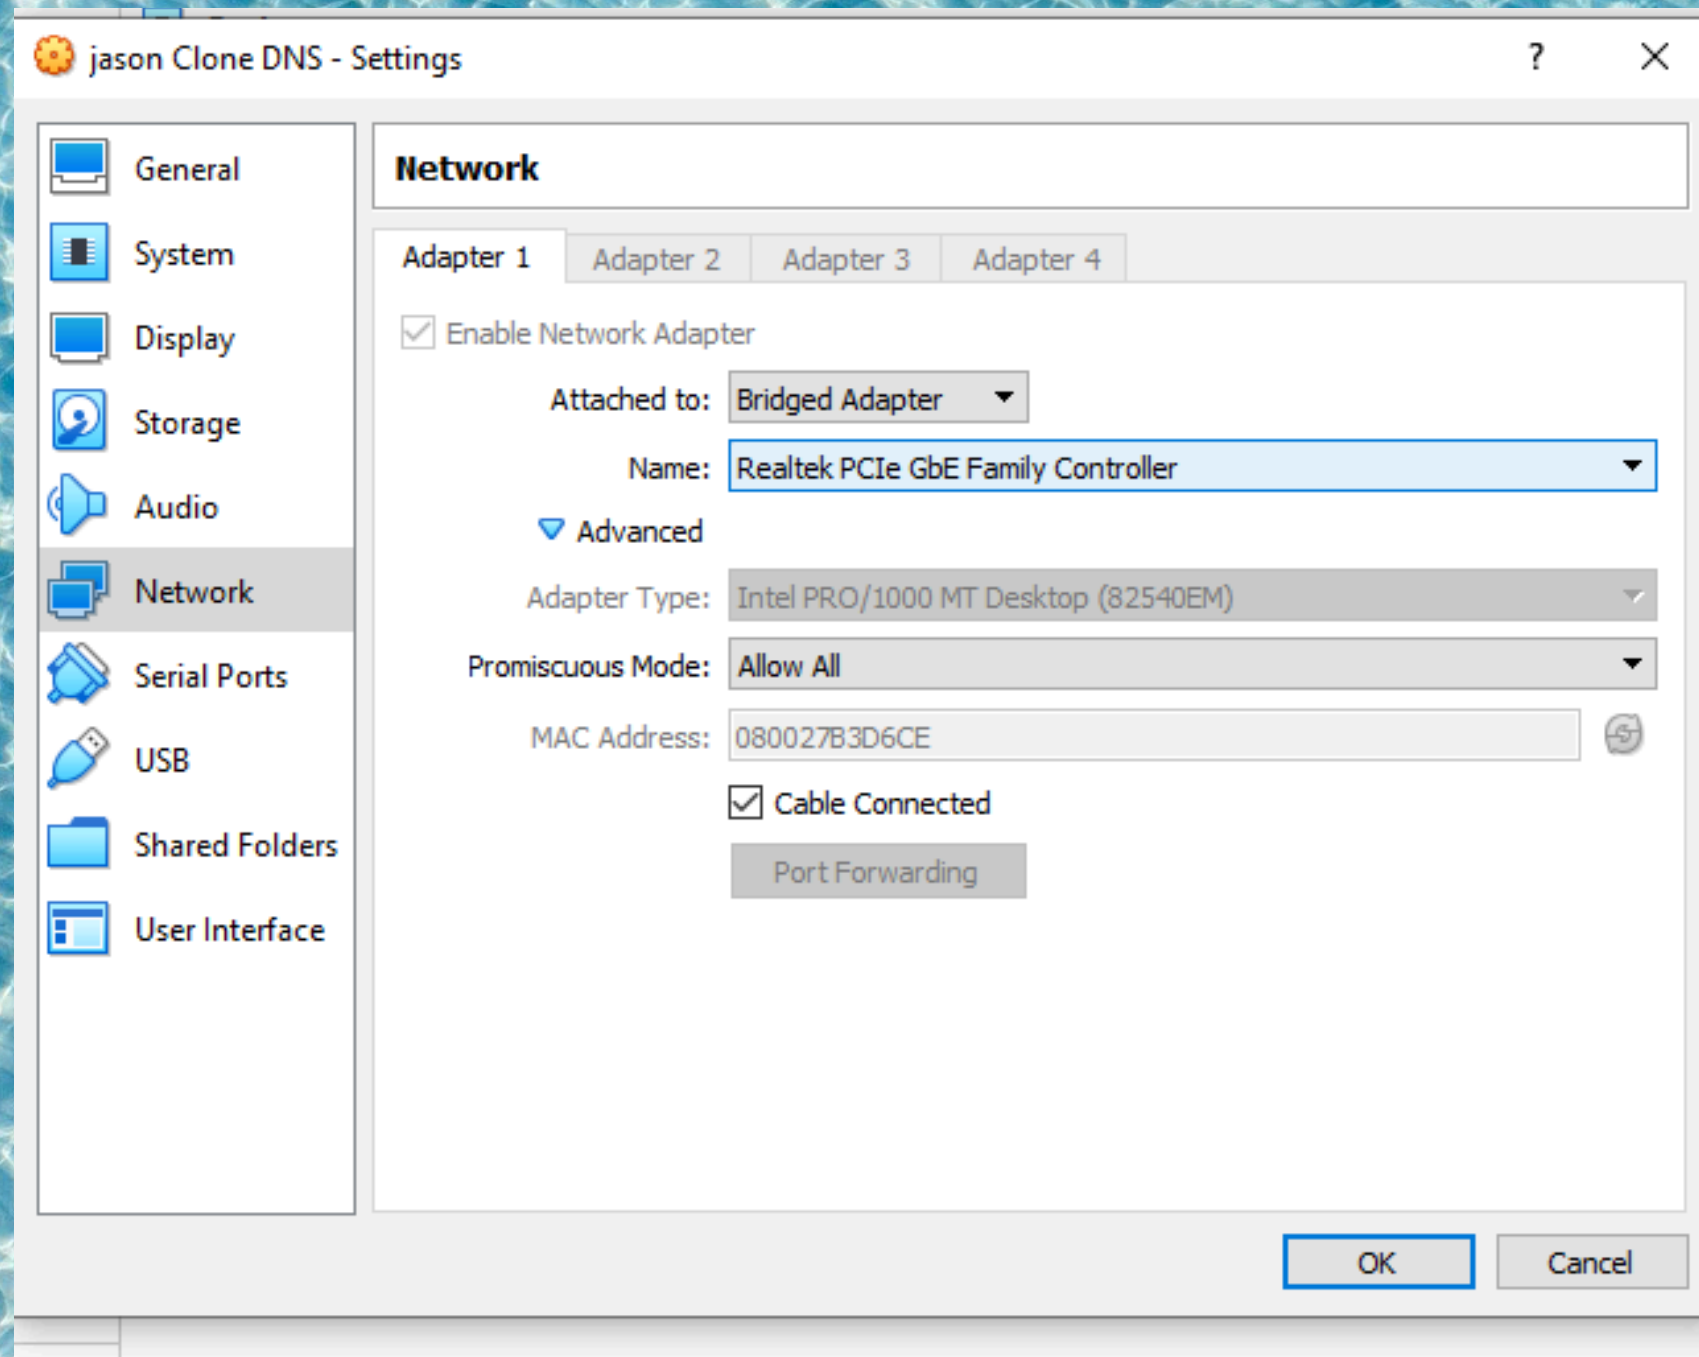 jason Clone DNS - Settings
?
General
System
Display
Storage
Audio
Network
Serial Ports
USB
Shared Folders
User Interface
Network
Adapter 1 Adapter 2 Adapter 3 Adapter 4
Enable Network Adapter
Attached to: Bridged Adapter
Name: Realtek PCIe GbE Family Controller
Advanced
Adapter Type: Intel PRO/1000 MT Desktop (82540EM)
Promiscuous Mode: Allow All
MAC Address: 080027B3D6CE
Cable Connected
Port Forwarding
OK Cancel